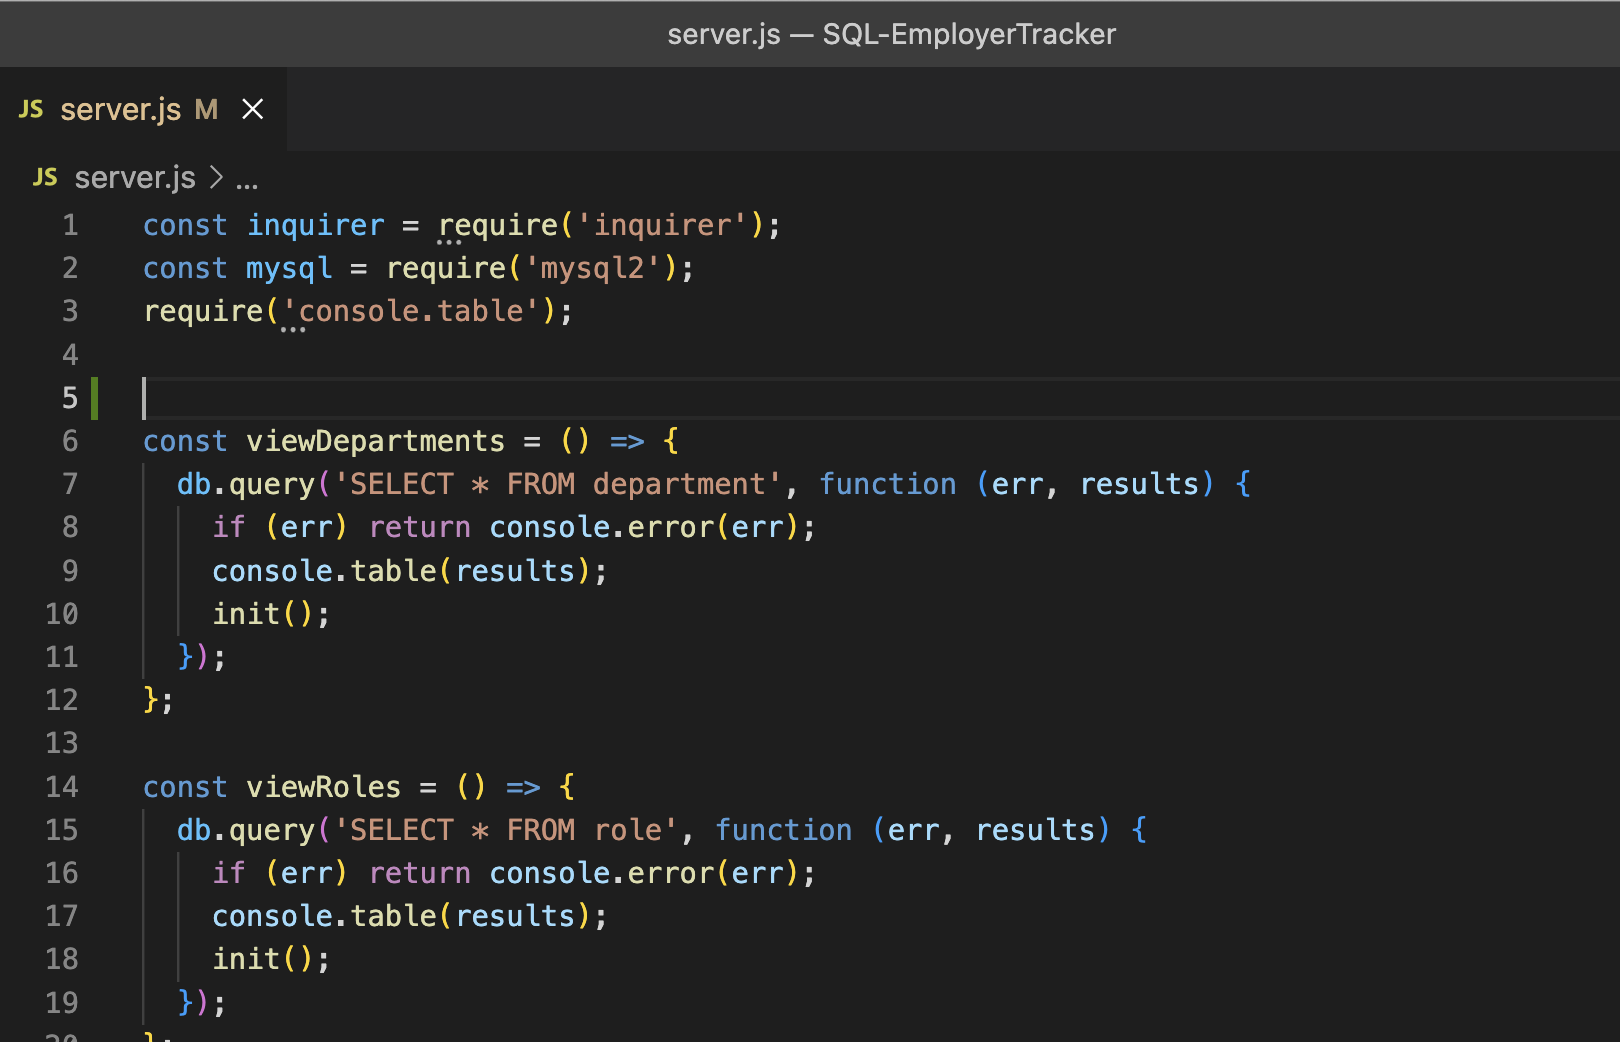 server.js — SQL-EmployerTracker
JS server.js M
JS server.js > ...
1 const inquirer = require('inquirer');
2 const mysql = require('mysql2');
3 require('console.table');
4
5
6 const viewDepartments = () => {
7 db.query('SELECT * FROM department', function (err, results) {
8 if (err) return console.error(err);
9 console.table(results);
10 init();
11 });
12 };
13
14 const viewRoles = () => {
15 db.query('SELECT * FROM role', function (err, results) {
16 if (err) return console.error(err);
17 console.table(results);
18 init();
19 });
20 };